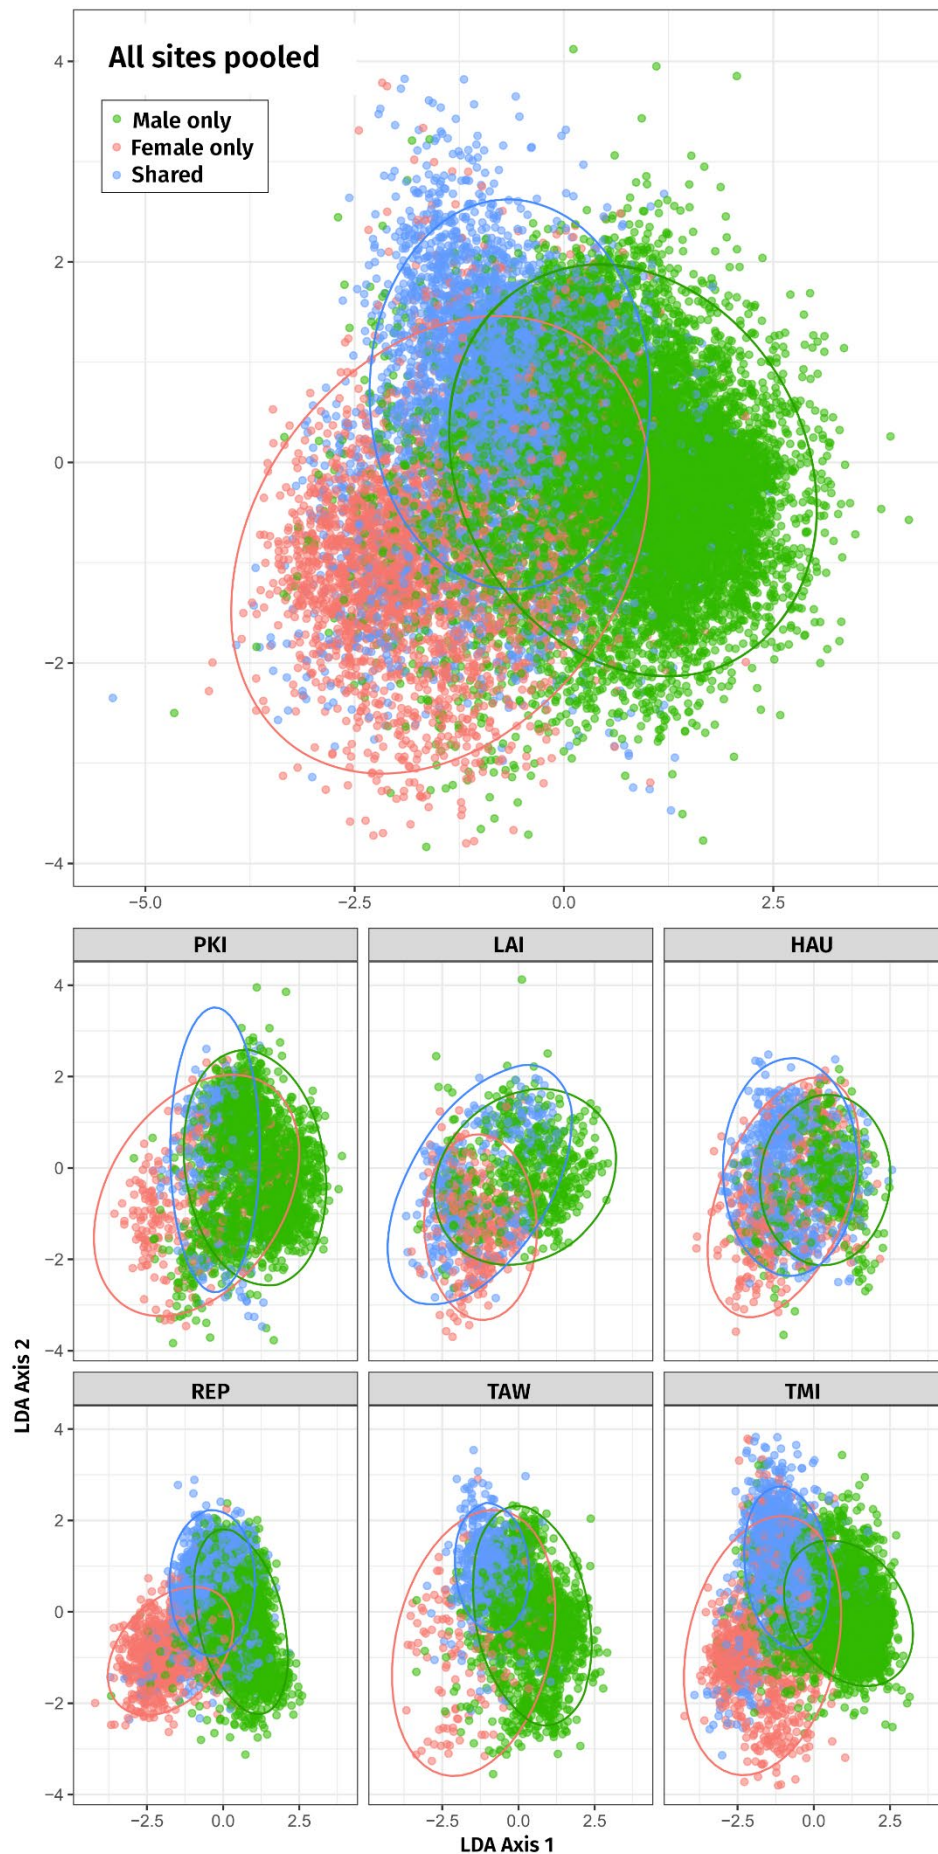 All sites pooled
Male only
Female only
Shared
4
2
0
−2
−4
−5.0 −2.5 0.0 2.5
PKI LAI HAU
4
2
0
−2
−4
REP TAW TMI
4
2
0
−2
−4
LDA Axis 2
−2.5 0.0 2.5 −2.5 0.0 2.5 −2.5 0.0 2.5
LDA Axis 1